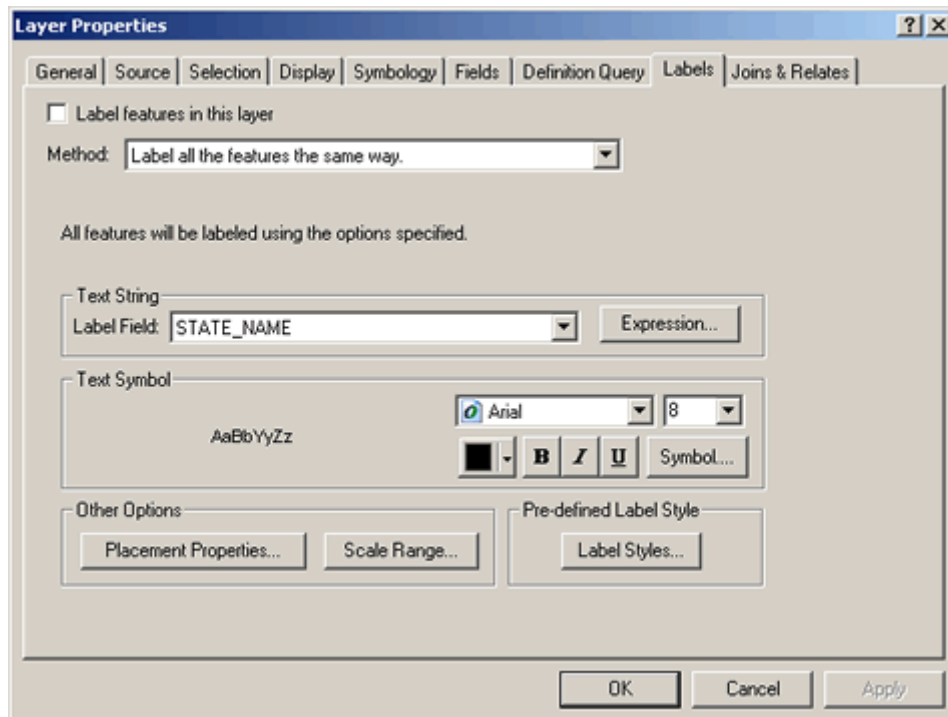 Layer Properties
General Source Selection Display Symbology Fields Definition Query Labels Joins & Relates
Label features in this layer
Method: Label all the features the same way.
All features will be labeled using the options specified.
Text String
Label Field: STATE_NAME Expression...
Text Symbol
AaBbYyZz
Arial 8
B I U Symbol...
Other Options
Placement Properties... Scale Range...
Pre-defined Label Style
Label Styles...
OK Cancel Apply